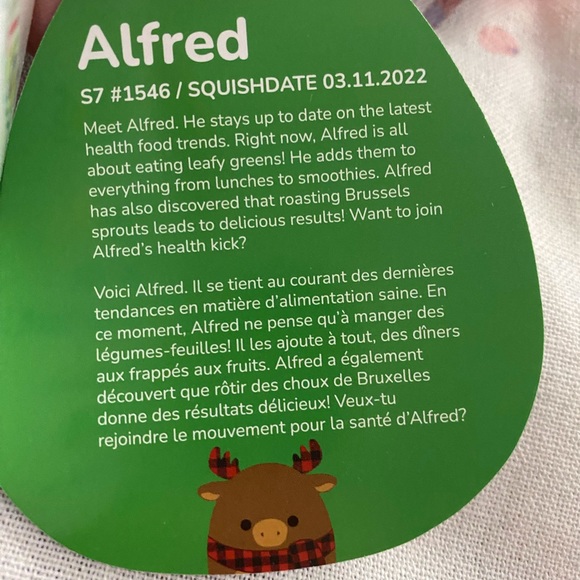 Alfred
S7 #1546 / SQUISHDATE 03.11.2022
Meet Alfred. He stays up to date on the latest
health food trends. Right now, Alfred is all
about eating leafy greens! He adds them to
everything from lunches to smoothies. Alfred
has also discovered that roasting Brussels
sprouts leads to delicious results! Want to join
Alfred's health kick?
Voici Alfred. Il se tient au courant des dernières
tendances en matière d'alimentation saine. En
ce moment, Alfred ne pense qu'à manger des
légumes-feuilles! Il les ajoute à tout, des dîners
aux frappés aux fruits. Alfred a également
découvert que rôtir des choux de Bruxelles
donne des résultats délicieux! Veux-tu
rejoindre le mouvement pour la santé d'Alfred?